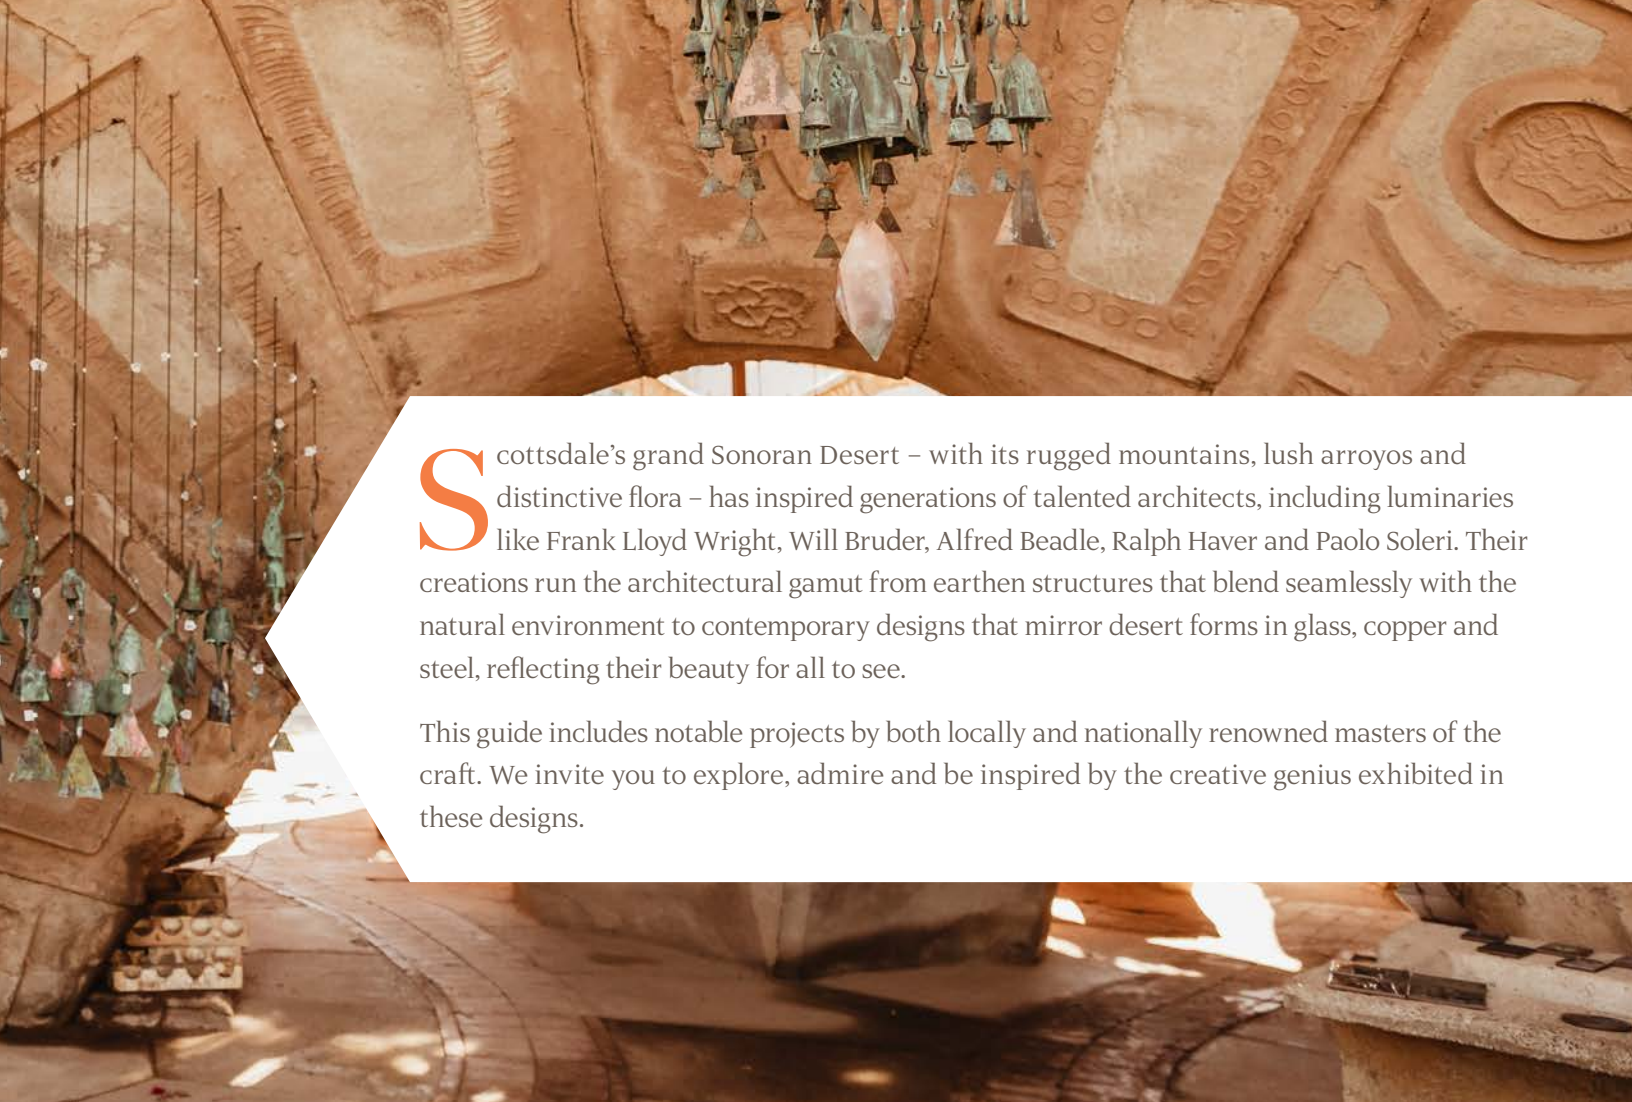 Scottsdale’s grand Sonoran Desert – with its rugged mountains, lush arroyos and
distinctive flora – has inspired generations of talented architects, including luminaries
like Frank Lloyd Wright, Will Bruder, Alfred Beadle, Ralph Haver and Paolo Soleri. Their
creations run the architectural gamut from earthen structures that blend seamlessly with the
natural environment to contemporary designs that mirror desert forms in glass, copper and
steel, reflecting their beauty for all to see.
This guide includes notable projects by both locally and nationally renowned masters of the
craft. We invite you to explore, admire and be inspired by the creative genius exhibited in
these designs.